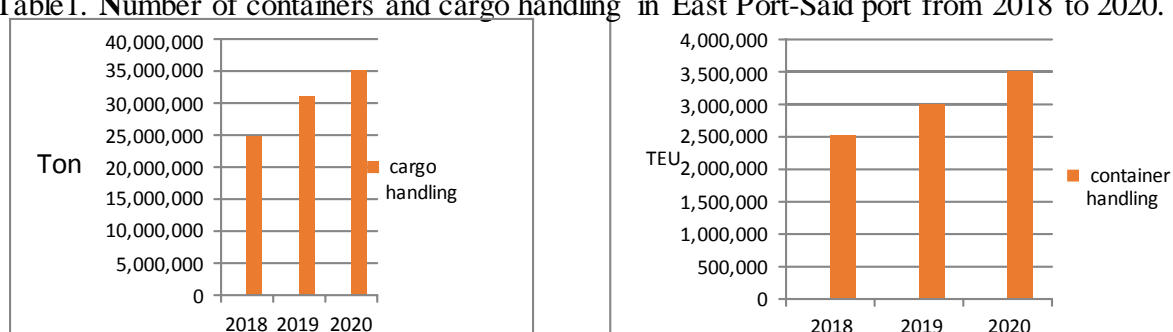 Table1. Number of containers and cargo handling in East Port-Said port from 2018 to 2020.
40,000,000
35,000,000
30,000,000
25,000,000
20,000,000
15,000,000
10,000,000
5,000,000
0
Ton
2018 2019 2020
cargo
handling
4,000,000
3,500,000
3,000,000
2,500,000
2,000,000
1,500,000
1,000,000
500,000
0
TEU
2018 2019 2020
container
handling